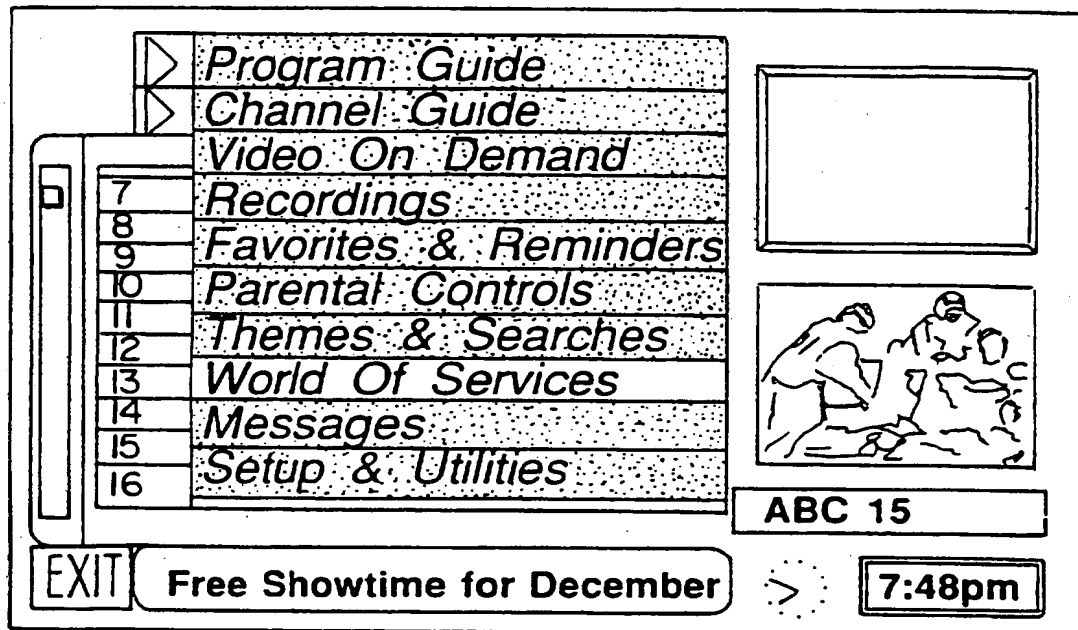 Program Guide
Channel Guide
Video On Demand
7
Recordings
8
Favorites & Reminders
9
10
Parental Controls
11
Themes & Searches
12
13
World Of Services
14
Messages
15
Setup & Utilities
16
ABC 15
EXIT
Free Showtime for December
7:48pm